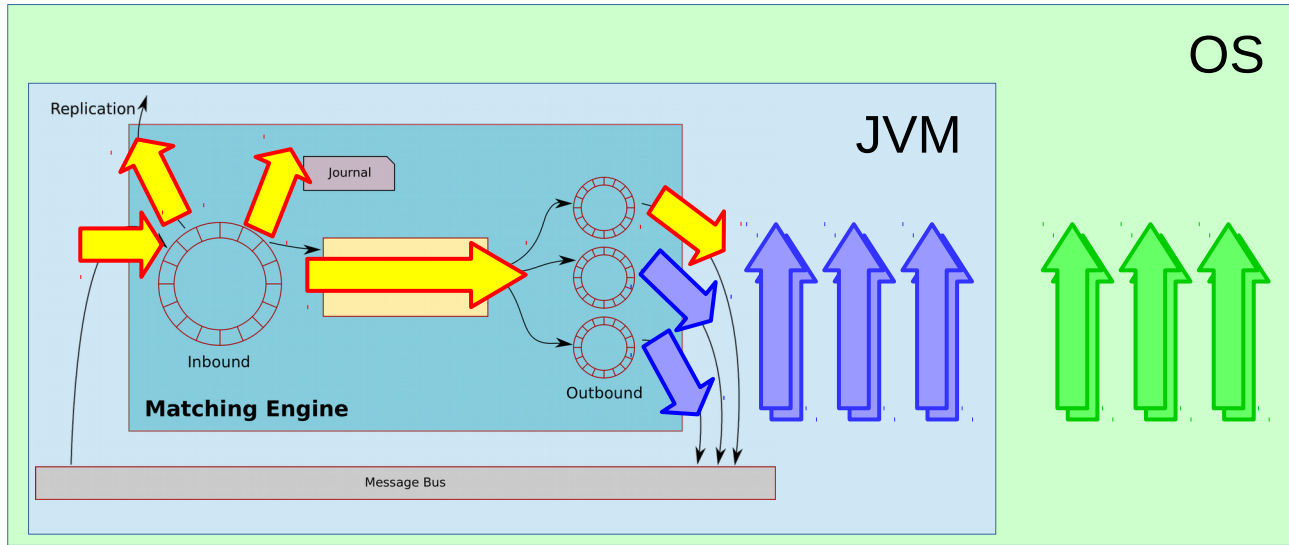 OS
Replication
JVM
Journal
Inbound
Outbound
Matching Engine
Message Bus